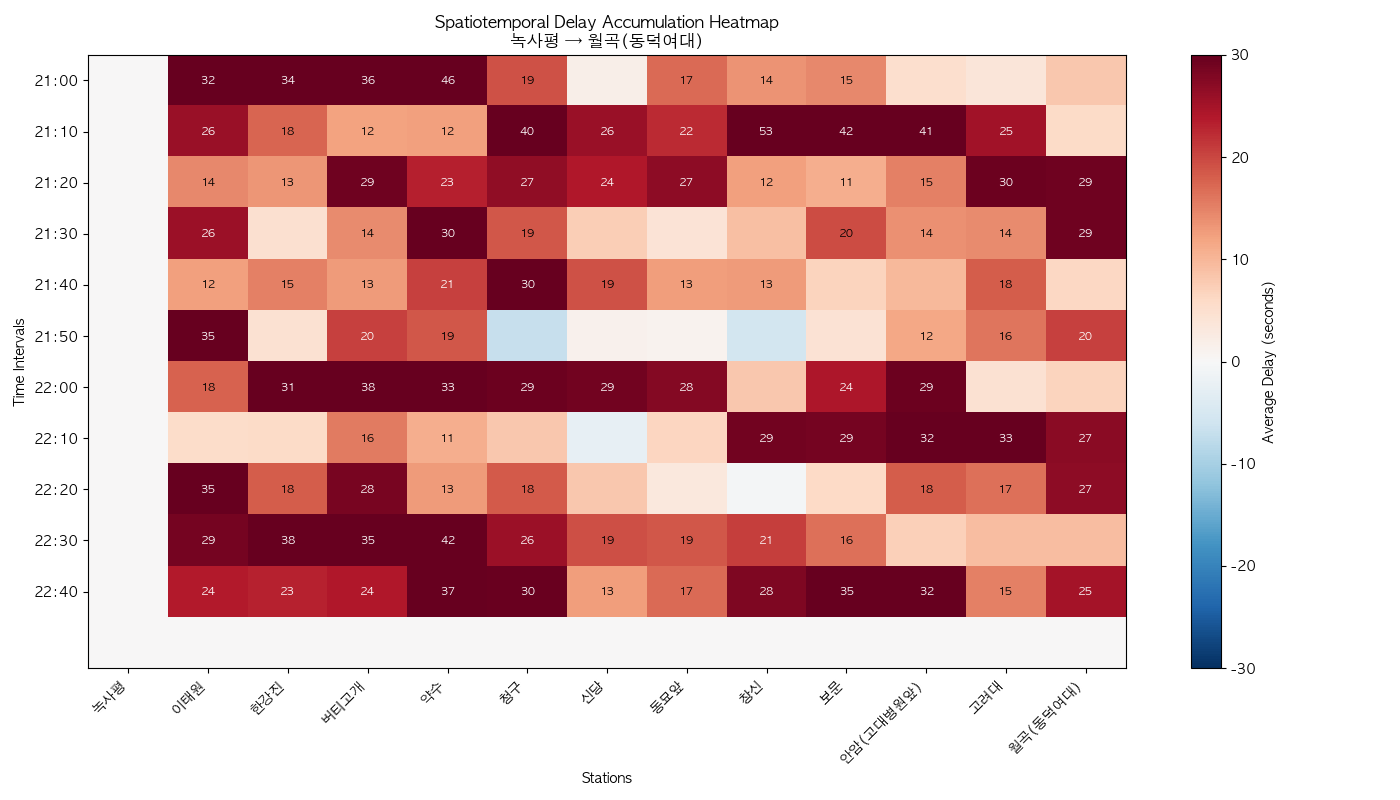 Spatiotemporal Delay Accumulation Heatmap
녹사평 → 월곡(동덕여대)
21:00 32 34 36 46 19 17 14 15
21:10 26 18 12 12 40 26 22 53 42 41 25
21:20 14 13 29 23 27 24 27 12 11 15 30 29
21:30 26 14 30 19 20 14 14 29
21:40 12 15 13 21 30 19 13 13 18
21:50 35 20 19 12 16 20
22:00 18 31 38 33 29 29 28 24 29
22:10 16 11 29 29 32 33 27
22:20 35 18 28 13 18 18 17 27
22:30 29 38 35 42 26 19 19 21 16
22:40 24 23 24 37 30 13 17 28 35 32 15 25
Time Intervals
녹사평
이태원
한강진
버티고개
약수
청구
신당
동묘앞
창신
보문
안암(고대병원앞)
고려대
월곡(동덕여대)
Stations
30
20
10
0
-10
-20
-30
Average Delay (seconds)